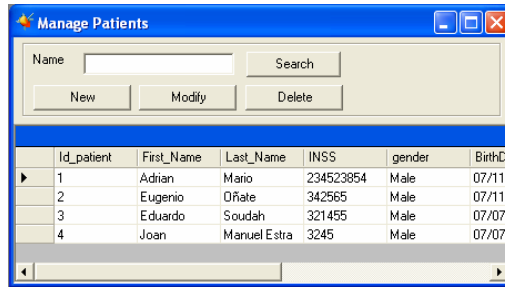 Manage Patients
Name Search
New Modify Delete
Id_patient First_Name Last_Name INSS gender BirthD
1 Adrian Mario 234523854 Male 07/11
2 Eugenio Oñate 342565 Male 07/11
3 Eduardo Soudah 321455 Male 07/07
4 Joan Manuel Estra 3245 Male 07/07